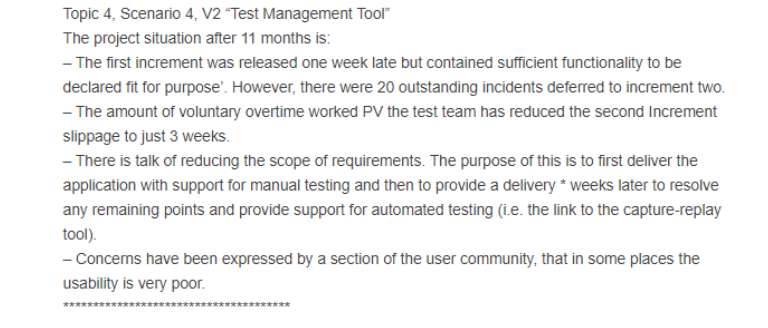 Topic 4, Scenario 4, V2 “Test Management Tool”
The project situation after 11 months is:
– The first increment was released one week late but contained sufficient functionality to be
declared fit for purpose’. However, there were 20 outstanding incidents deferred to increment two.
– The amount of voluntary overtime worked PV the test team has reduced the second Increment
slippage to just 3 weeks.
– There is talk of reducing the scope of requirements. The purpose of this is to first deliver the
application with support for manual testing and then to provide a delivery * weeks later to resolve
any remaining points and provide support for automated testing (i.e. the link to the capture-replay
tool).
– Concerns have been expressed by a section of the user community, that in some places the
usability is very poor.
***************************************